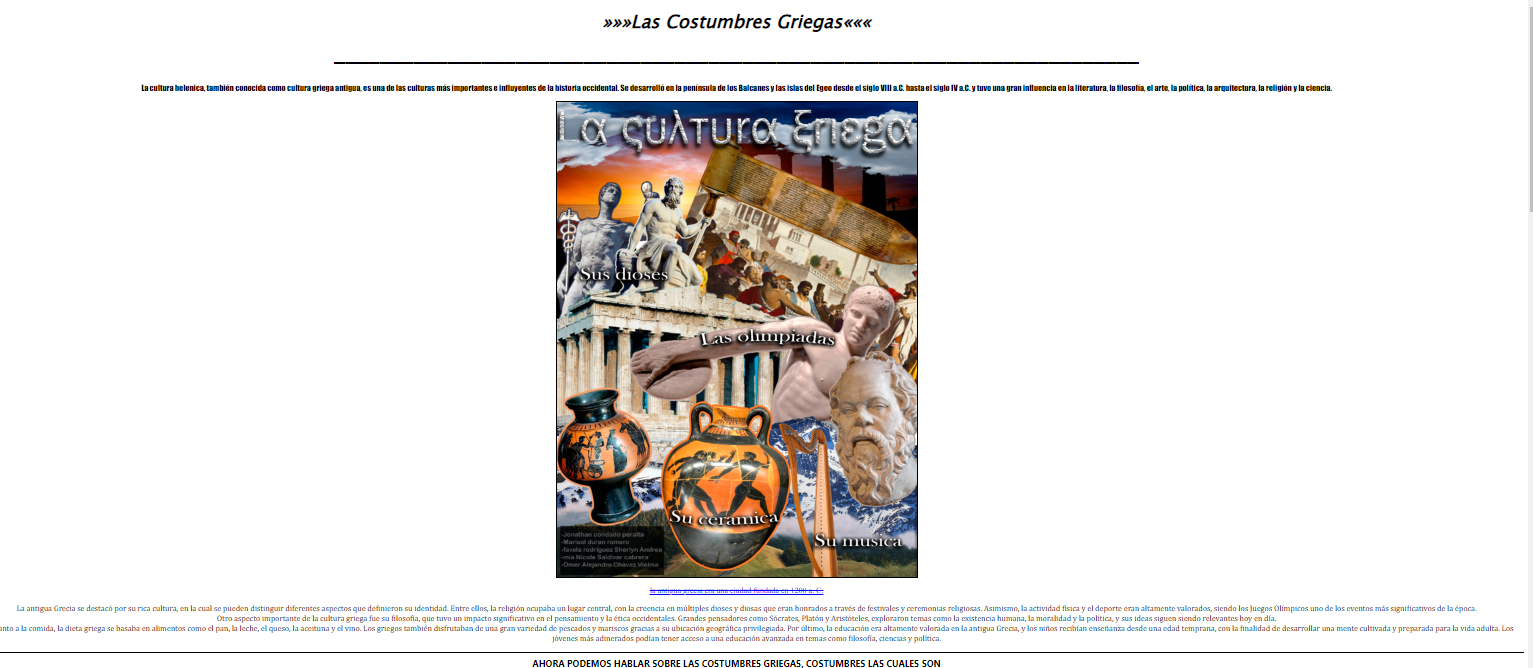 »»»Las Costumbres Griegas«««
La cultura helenica, también conocida como cultura griega antigua, es una de las culturas más importantes e influyentes de la historia occidental. Se desarrolló en la península de los Balcanes y las islas del Egeo desde el siglo VIII a.C. hasta el siglo IV a.C. y tuvo una gran influencia en la literatura, la filosofía, el arte, la política, la arquitectura, la religión y la ciencia.
La cultura griega
Sus dioses
Las olimpiadas
Su ceramica
Su musica
-Jonathan condado peralta
-Marisol duran romero
-favela rodriguez Sherlyn Andrea
-mia Nicole Saldivar cabrera
-Omer Alejandro Chávez Vielma
la antigua grecia era una ciudad fundada en 1200 a. C.
La antigua Grecia se destacó por su rica cultura, en la cual se pueden distinguir diferentes aspectos que definieron su identidad. Entre ellos, la religión ocupaba un lugar central, con la creencia en múltiples dioses y diosas que eran honrados a través de festivales y ceremonias religiosas. Asimismo, la actividad física y el deporte eran altamente valorados, siendo los Juegos Olímpicos uno de los eventos más significativos de la época.
Otro aspecto importante de la cultura griega fue su filosofía, que tuvo un impacto significativo en el pensamiento y la ética occidentales. Grandes pensadores como Sócrates, Platón y Aristóteles, exploraron temas como la existencia humana, la moralidad y la política, y sus ideas siguen siendo relevantes hoy en día.
anto a la comida, la dieta griega se basaba en alimentos como el pan, la leche, el queso, la aceituna y el vino. Los griegos también disfrutaban de una gran variedad de pescados y mariscos gracias a su ubicación geográfica privilegiada. Por último, la educación era altamente valorada en la antigua Grecia, y los niños recibían enseñanza desde una edad temprana, con la finalidad de desarrollar una mente cultivada y preparada para la vida adulta. Los
jóvenes más adinerados podían tener acceso a una educación avanzada en temas como filosofía, ciencias y política.
AHORA PODEMOS HABLAR SOBRE LAS COSTUMBRES GRIEGAS, COSTUMBRES LAS CUALES SON